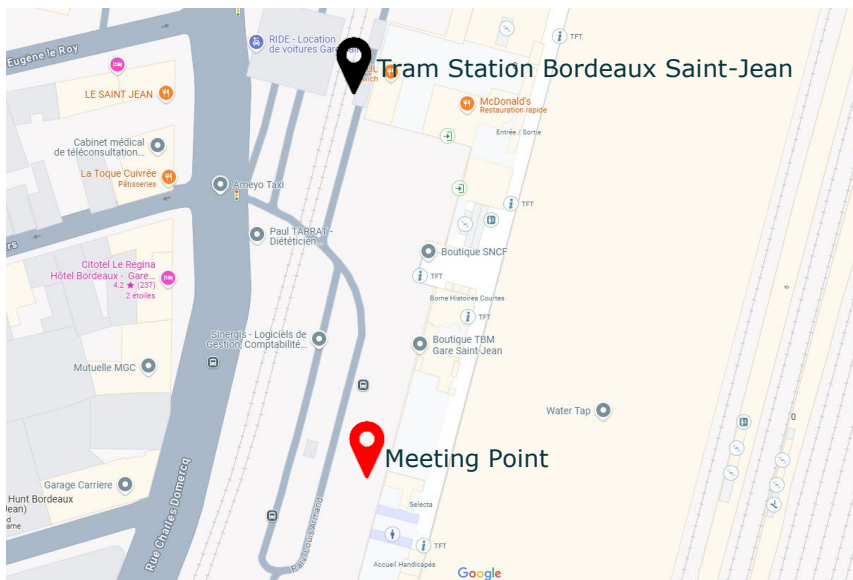 Eugène le Roy
RIDE - Location
de voitures Gare
Tram Station Bordeaux Saint-Jean
LE SAINT JEAN
McDonald's
Restauration rapide
TFT
Entrée / Sortie
Cabinet médical
de téléconsultation...
La Toque Cuivrée
Pâtisseries
Ameyo Taxi
TFT
Paul TARRAT -
Diététicien...
Boutique SNCF
Citotel Le Regina
Hôtel Bordeaux - Gare...
4.2 ★ (237)
2 étoiles
TFT
Borne Histoires Courtes
TFT
Sinergis - Logiciels de
Gestion, Comptabilité...
Boutique TBM
Gare Saint-Jean
Mutuelle MGC
Water Tap
Meeting Point
Garage Carriere
Hunt Bordeaux
Jean)
Rue Charles Domercq
Parv. Louis Armand
Selecta
TFT
Accueil Handicapés
Google